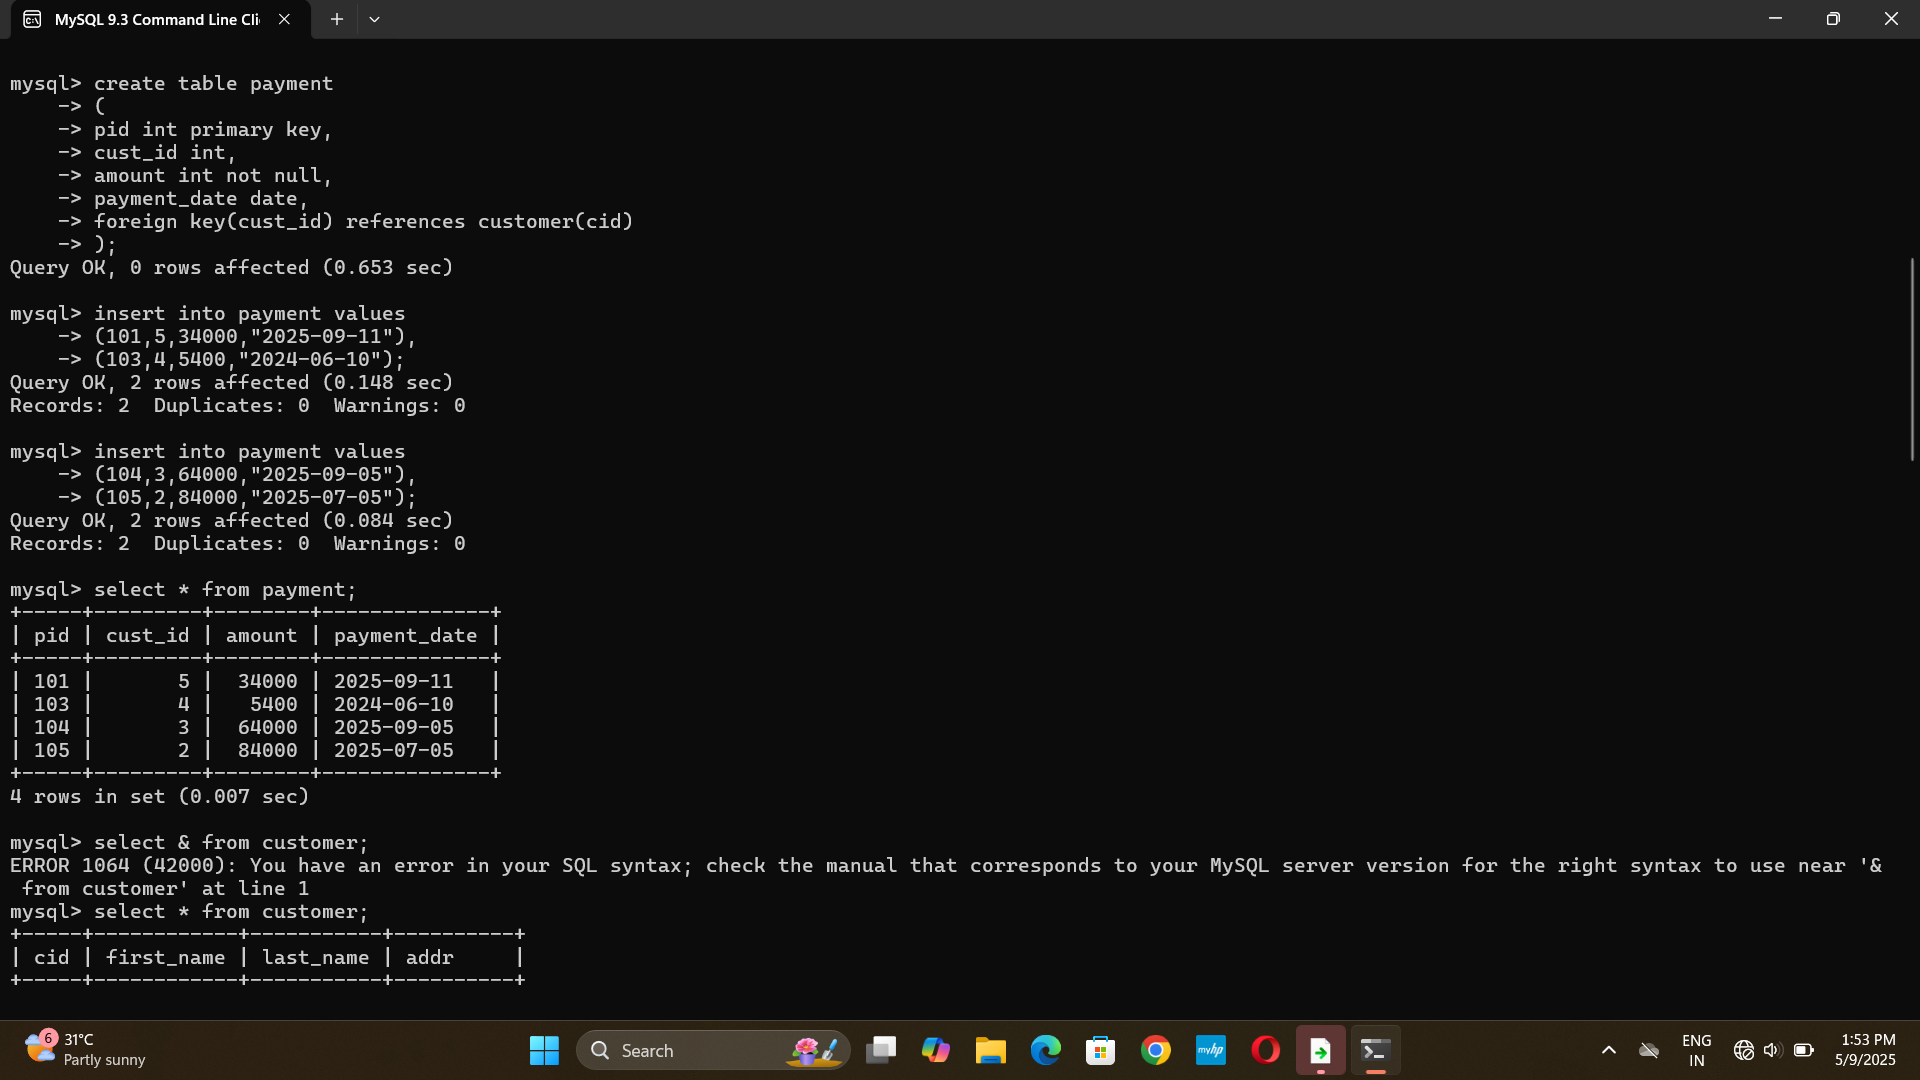 MySQL 9.3 Command Line Cli
mysql> create table payment
    -> (
    -> pid int primary key,
    -> cust_id int,
    -> amount int not null,
    -> payment_date date,
    -> foreign key(cust_id) references customer(cid)
    -> );
Query OK, 0 rows affected (0.653 sec)
mysql> insert into payment values
    -> (101,5,34000,"2025-09-11"),
    -> (103,4,5400,"2024-06-10");
Query OK, 2 rows affected (0.148 sec)
Records: 2  Duplicates: 0  Warnings: 0
mysql> insert into payment values
    -> (104,3,64000,"2025-09-05"),
    -> (105,2,84000,"2025-07-05");
Query OK, 2 rows affected (0.084 sec)
Records: 2  Duplicates: 0  Warnings: 0
mysql> select * from payment;
+-----+---------+--------+--------------+
| pid | cust_id | amount | payment_date |
+-----+---------+--------+--------------+
| 101 |       5 |  34000 | 2025-09-11   |
| 103 |       4 |   5400 | 2024-06-10   |
| 104 |       3 |  64000 | 2025-09-05   |
| 105 |       2 |  84000 | 2025-07-05   |
+-----+---------+--------+--------------+
4 rows in set (0.007 sec)
mysql> select & from customer;
ERROR 1064 (42000): You have an error in your SQL syntax; check the manual that corresponds to your MySQL server version for the right syntax to use near '&
 from customer' at line 1
mysql> select * from customer;
+-----+------------+-----------+----------+
| cid | first_name | last_name | addr     |
+-----+------------+-----------+----------+
6
31°C
Partly sunny
Search
myhp
ENG
IN
1:53 PM
5/9/2025